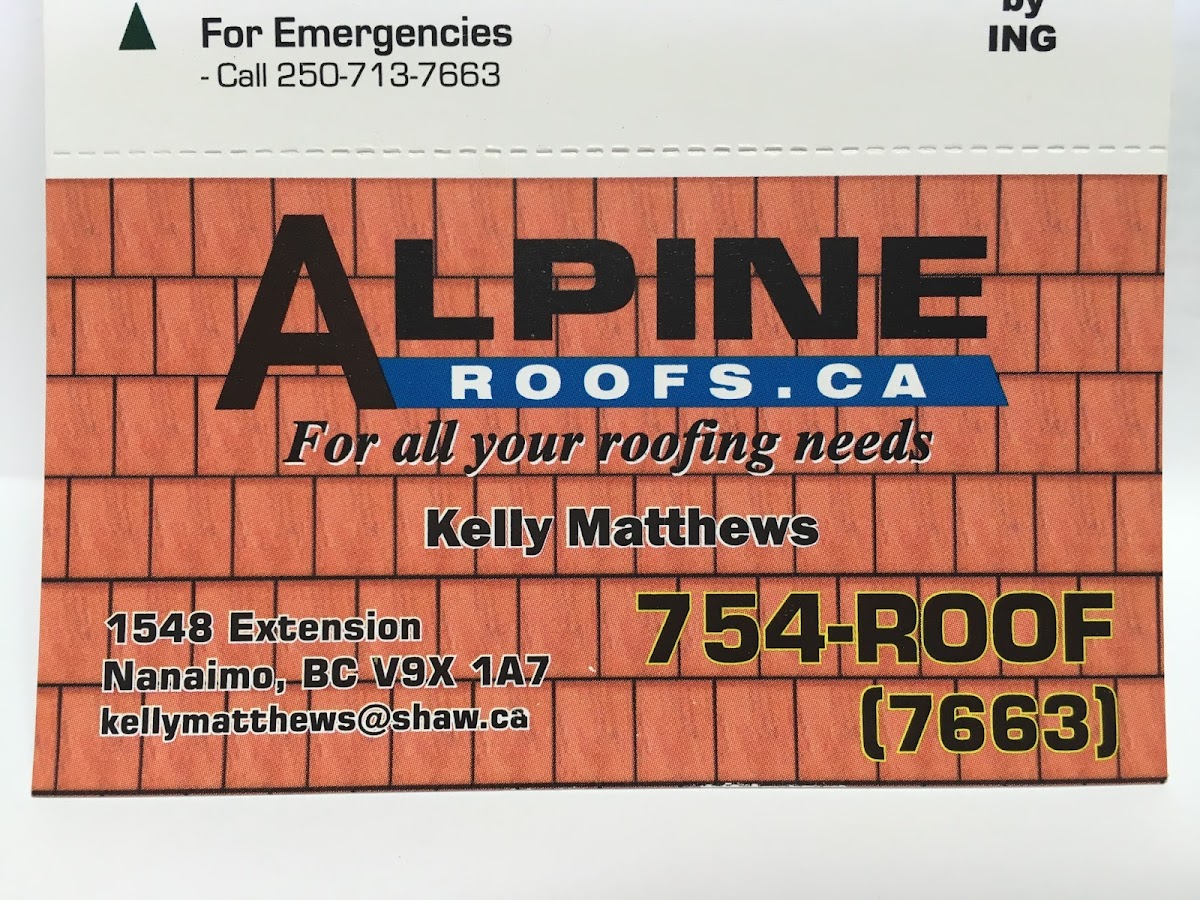 For Emergencies
- Call 250-713-7663
by
ING
ALPINE
ROOFS.CA
For all your roofing needs
Kelly Matthews
1548 Extension
Nanaimo, BC V9X 1A7
kellymatthews@shaw.ca
754-ROOF
(7663)